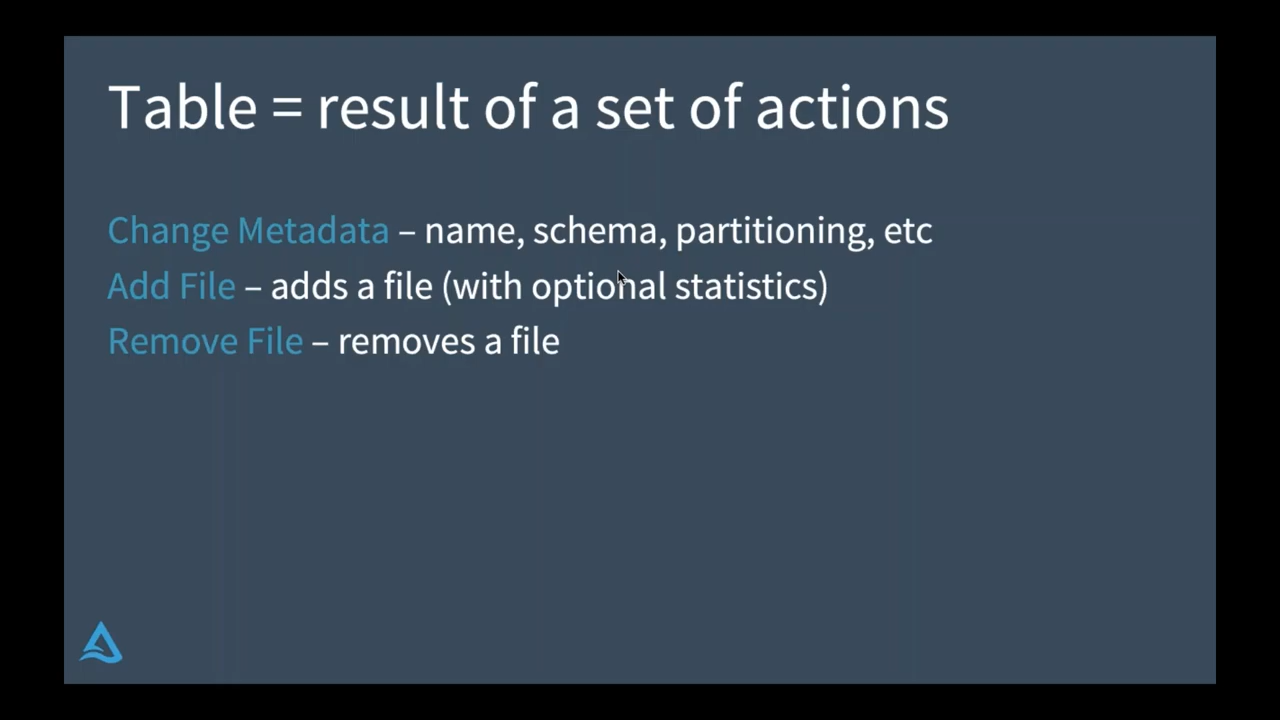 Table = result of a set of actions
Change Metadata – name, schema, partitioning, etc
Add File – adds a file (with optional statistics)
Remove File – removes a file